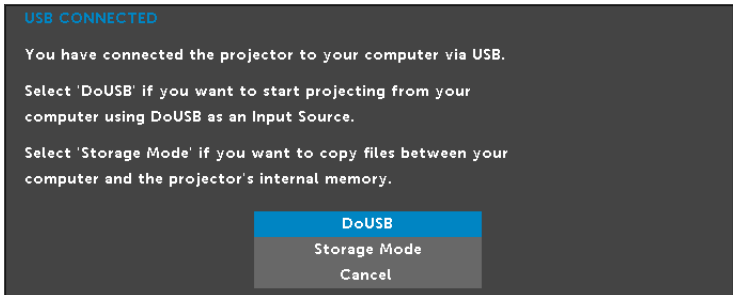 USB CONNECTED
You have connected the projector to your computer via USB.
Select 'DoUSB' if you want to start projecting from your
computer using DoUSB as an Input Source.
Select 'Storage Mode' if you want to copy files between your
computer and the projector's internal memory.
DoUSB
Storage Mode
Cancel